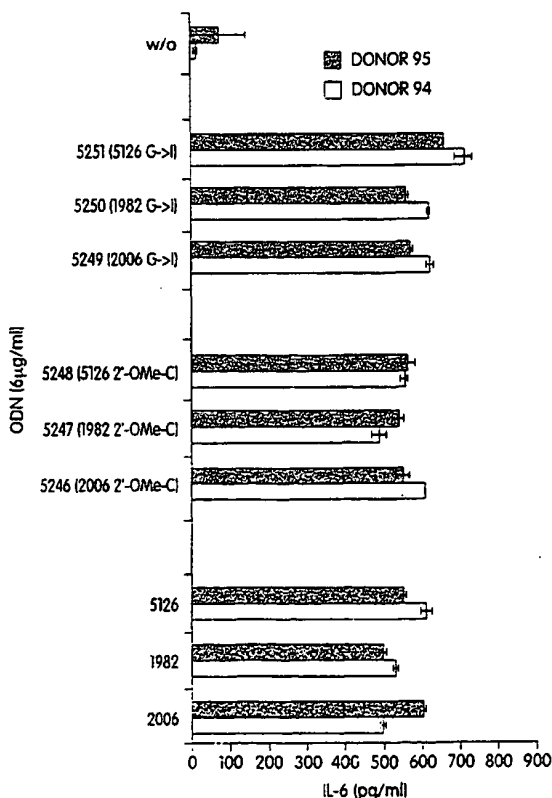 w/o
DONOR 95
DONOR 94
5251 (5126 G->I)
5250 (1982 G->I)
5249 (2006 G->I)
ODN (6µg/ml)
5248 (5126 2'-OMe-C)
5247 (1982 2'-OMe-C)
5246 (2006 2'-OMe-C)
5126
1982
2006
0 100 200 300 400 500 600 700 800 900
IL-6 (pg/ml)